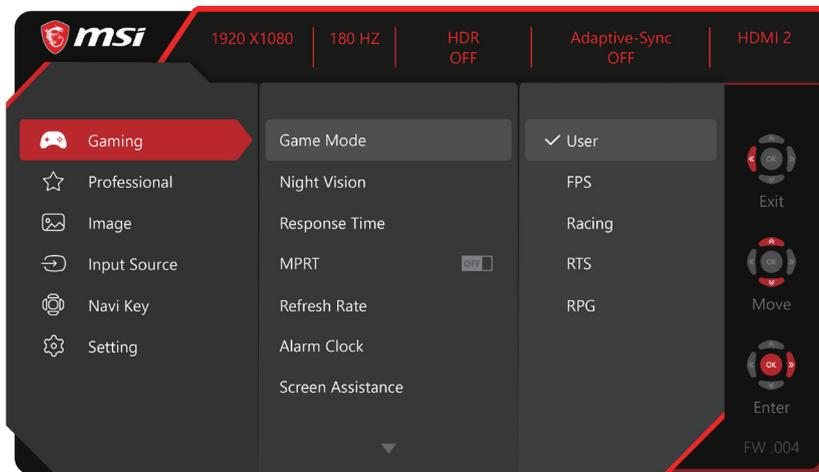 msi
1920 X1080
180 HZ
HDR
OFF
Adaptive-Sync
OFF
HDMI 2
Gaming
Professional
Image
Input Source
Navi Key
Setting
Game Mode
Night Vision
Response Time
MPRT
OFF
Refresh Rate
Alarm Clock
Screen Assistance
User
FPS
Racing
RTS
RPG
OK
Exit
OK
Move
OK
Enter
FW .004